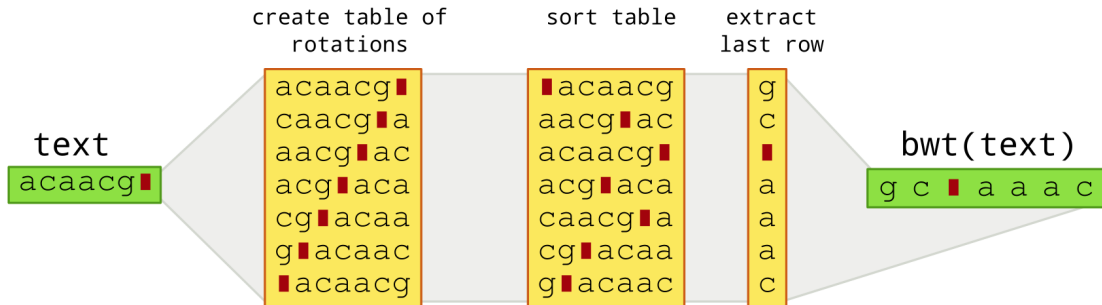 create table of
rotations
sort table
extract
last row
text
acaacg▮
acaacg▮
caacg▮a
aacg▮ac
acg▮aca
cg▮acaa
g▮acaac
▮acaacg
▮acaacg
aacg▮ac
acaacg▮
acg▮aca
caacg▮a
cg▮acaa
g▮acaac
g
c
▮
a
a
a
c
bwt(text)
g c ▮ a a a c